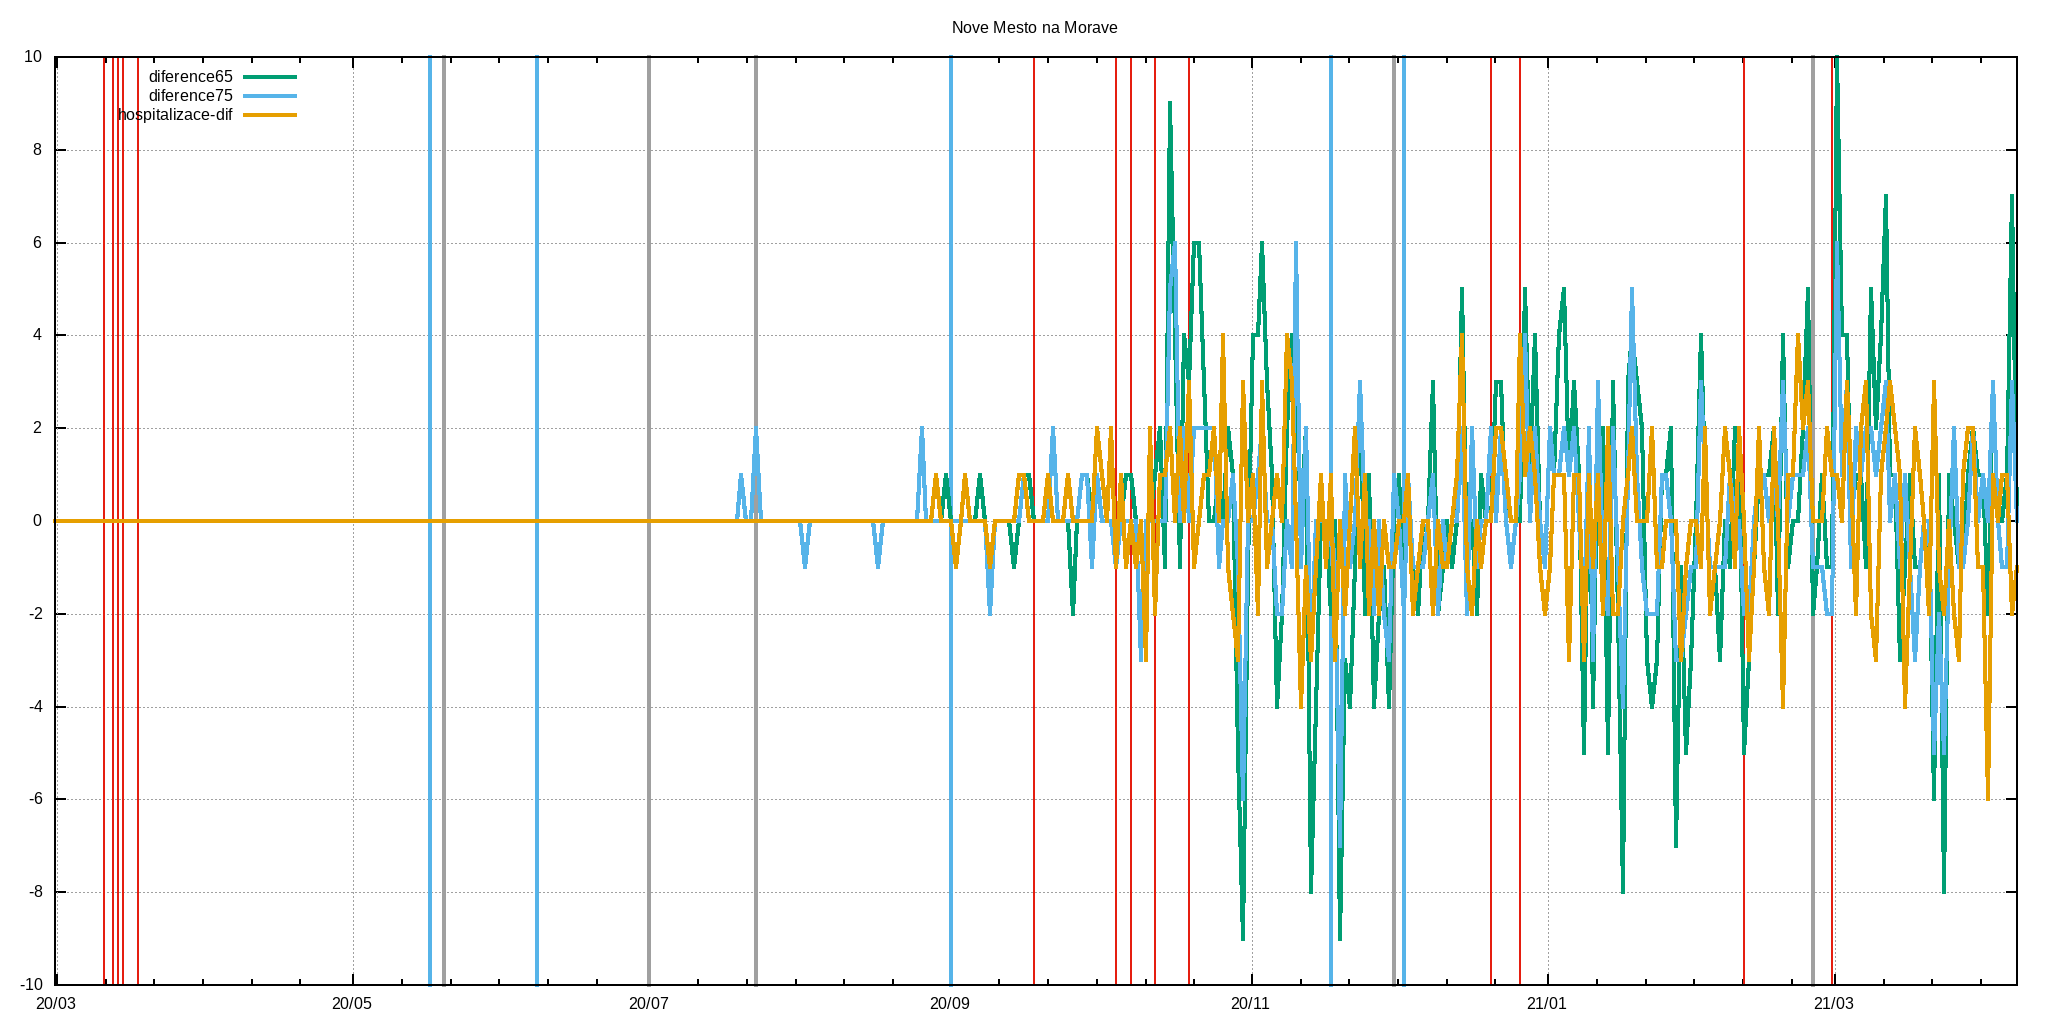 Nove Mesto na Morave
diference65
diference75
hospitalizace-dif
10
8
6
4
2
0
-2
-4
-6
-8
-10
20/03 20/05 20/07 20/09 20/11 21/01 21/03